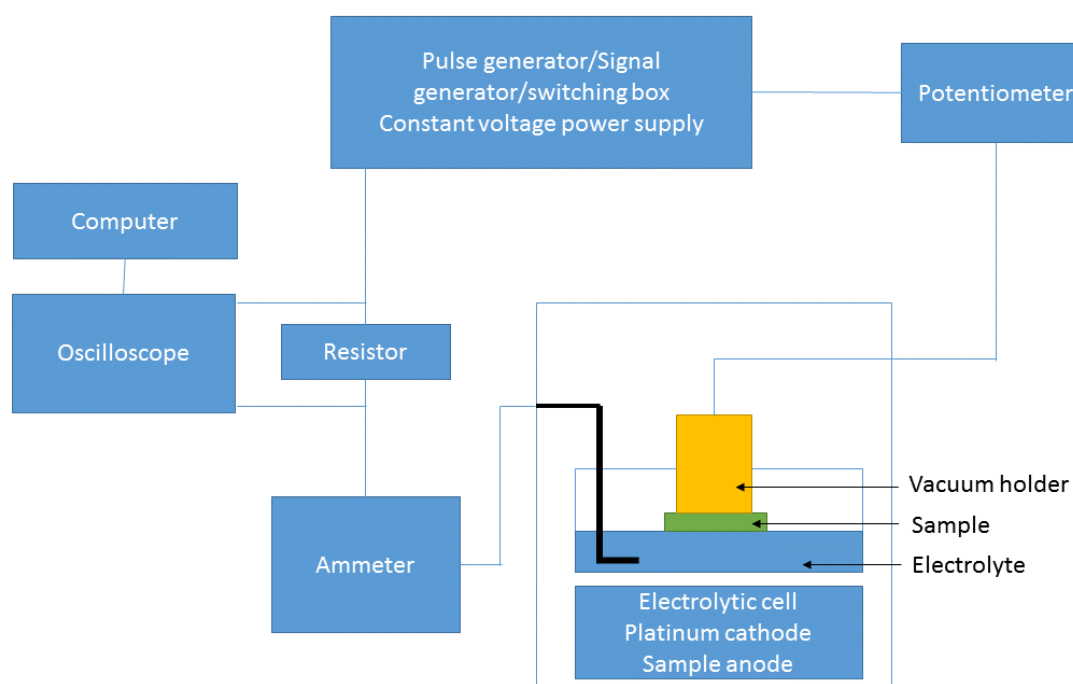 Pulse generator/Signal
generator/switching box
Constant voltage power supply
Potentiometer
Computer
Oscilloscope
Resistor
Ammeter
Vacuum holder
Sample
Electrolyte
Electrolytic cell
Platinum cathode
Sample anode